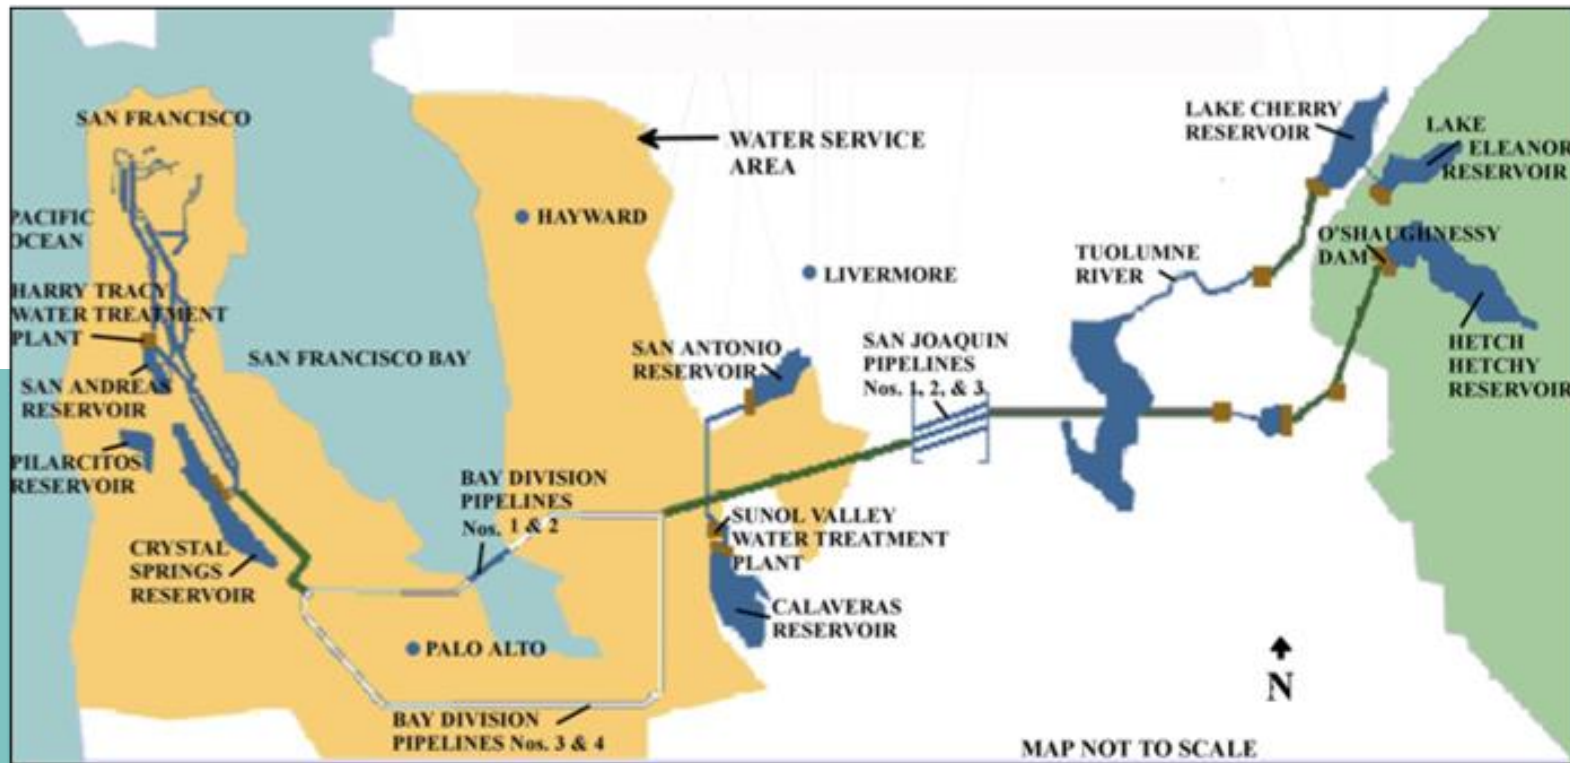 SAN FRANCISCO
PACIFIC
OCEAN
HARRY TRACY
WATER TREATMENT
PLANT
SAN ANDREAS
RESERVOIR
PILARCITOS
RESERVOIR
CRYSTAL
SPRINGS
RESERVOIR
SAN FRANCISCO BAY
WATER SERVICE
AREA
HAYWARD
LIVERMORE
SAN ANTONIO
RESERVOIR
BAY DIVISION
PIPELINES
Nos. 1 & 2
PALO ALTO
BAY DIVISION
PIPELINES Nos. 3 & 4
SUNOL VALLEY
WATER TREATMENT
PLANT
CALAVERAS
RESERVOIR
SAN JOAQUIN
PIPELINES
Nos. 1, 2, & 3
TUOLUMNE
RIVER
LAKE CHERRY
RESERVOIR
LAKE
ELEANOR
RESERVOIR
O'SHAUGHNESSY
DAM
HETCH
HETCHY
RESERVOIR
N
MAP NOT TO SCALE